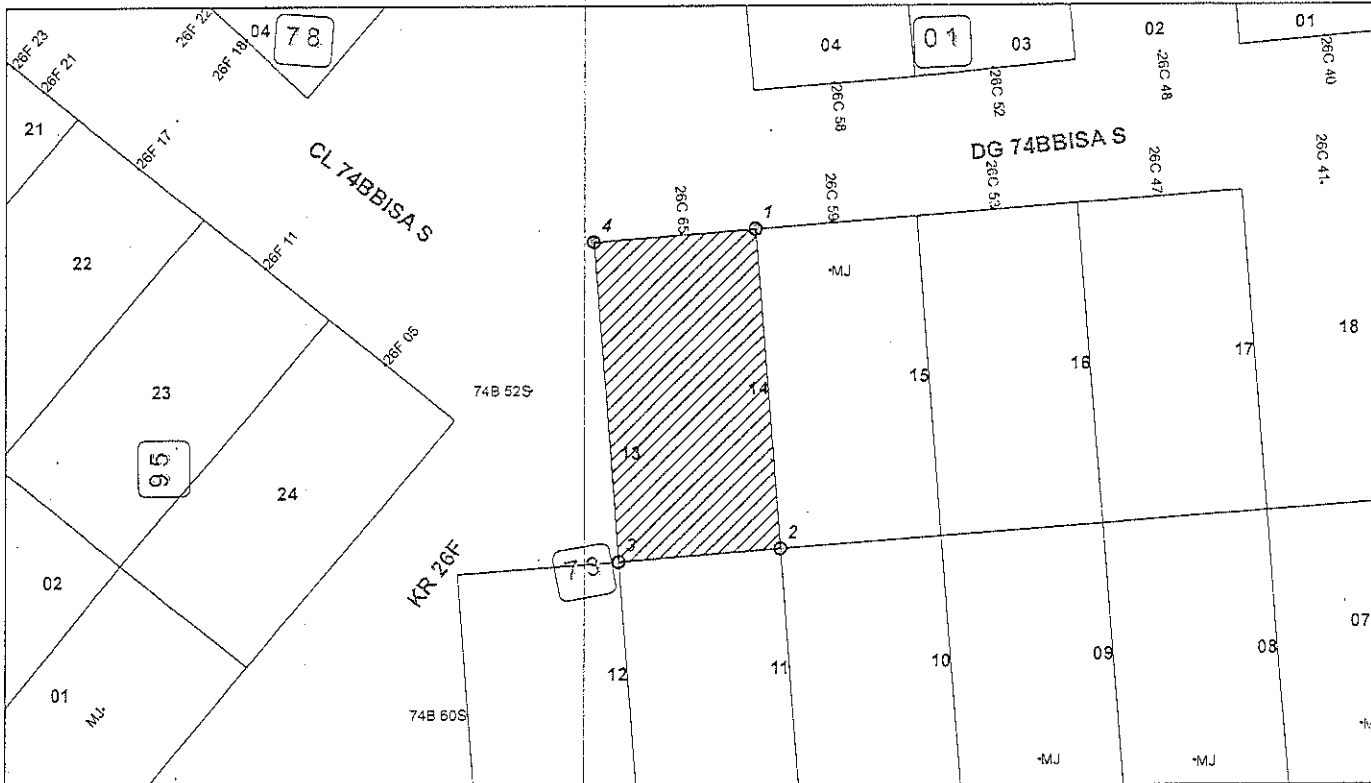 26F 23
26F 21
26F 22
26F 18
04
78
04
01
03
02
01
26C 40
26C 48
26C 52
26C 58
21
26F 17
CL 74BBISA S
DG 74BBISA S
26C 41
26C 47
26C 53
26C 59
26C 65
1
4
22
26F 11
MJ
26F 05
18
17
16
15
14
23
74B 52S
13
95
24
2
3
KR 26F
02
07
08
09
10
11
12
01
MJ
74B 60S
MJ
MJ